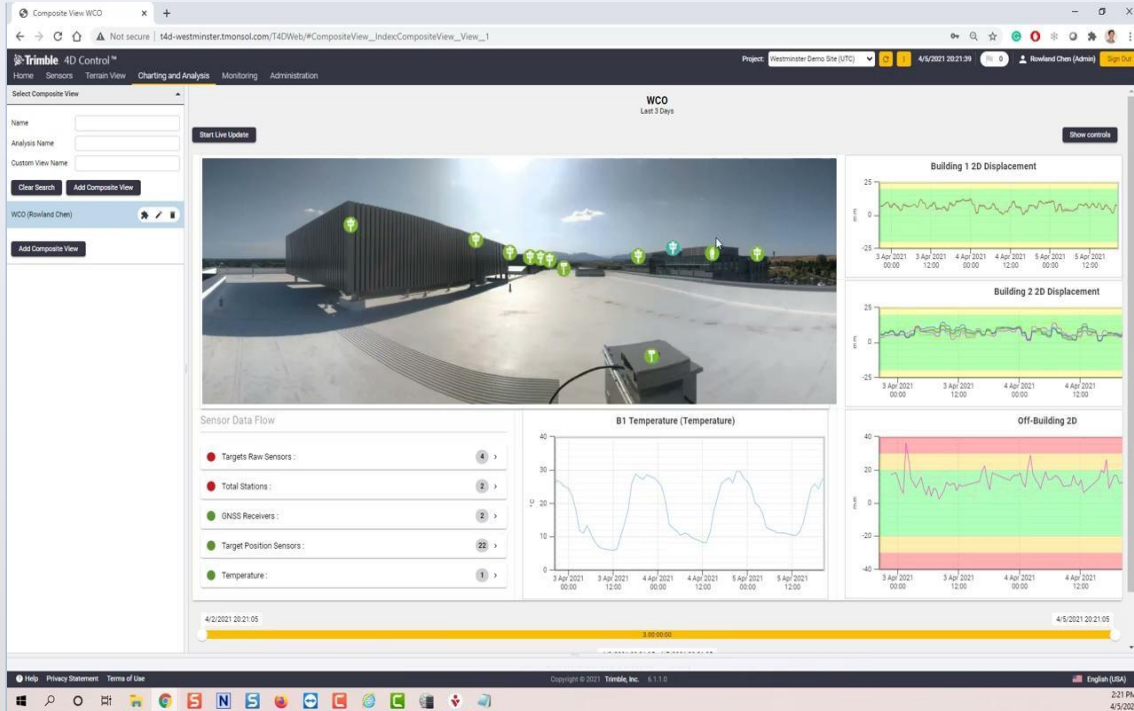 Composite View WCO
Not secure | t4d-westminster.tmonsol.com/T4DWeb/#CompositeView__IndexCompositeView__View__1
Trimble 4D Control™
Project: Westminster Demo Site (UTC) 4/5/2021 20:21:39 0 Rowland Chen (Admin) Sign Out
Home Sensors Terrain View Charting and Analysis Monitoring Administration
Select Composite View
Name
Analysis Name
Custom View Name
Clear Search Add Composite View
WCO (Rowland Chen)
Add Composite View
WCO
Last 3 Days
Start Live Update Show controls
Building 1 2D Displacement
25
0
-25
3 Apr 2021 3 Apr 2021 4 Apr 2021 4 Apr 2021 5 Apr 2021 5 Apr 2021
00:00 12:00 00:00 12:00 00:00 12:00
Building 2 2D Displacement
25
0
-25
3 Apr 2021 3 Apr 2021 4 Apr 2021 4 Apr 2021
00:00 12:00 00:00 12:00
Sensor Data Flow
Targets Raw Sensors : 4
Total Stations : 2
GNSS Receivers : 2
Target Position Sensors : 22
Temperature : 1
B1 Temperature (Temperature)
°C
40
30
20
10
0
3 Apr 2021 3 Apr 2021 4 Apr 2021 4 Apr 2021 5 Apr 2021 5 Apr 2021
00:00 12:00 00:00 12:00 00:00 12:00
Off-Building 2D
40
20
0
-20
-40
3 Apr 2021 3 Apr 2021 4 Apr 2021 4 Apr 2021
00:00 12:00 00:00 12:00
4/2/2021 20:21:05 4/5/2021 20:21:05
3.00:00:00
Help Privacy Statement Terms of Use Copyright © 2021 Trimble, Inc. 6.1.1.0 English (USA)
2:21 PM
4/5/202